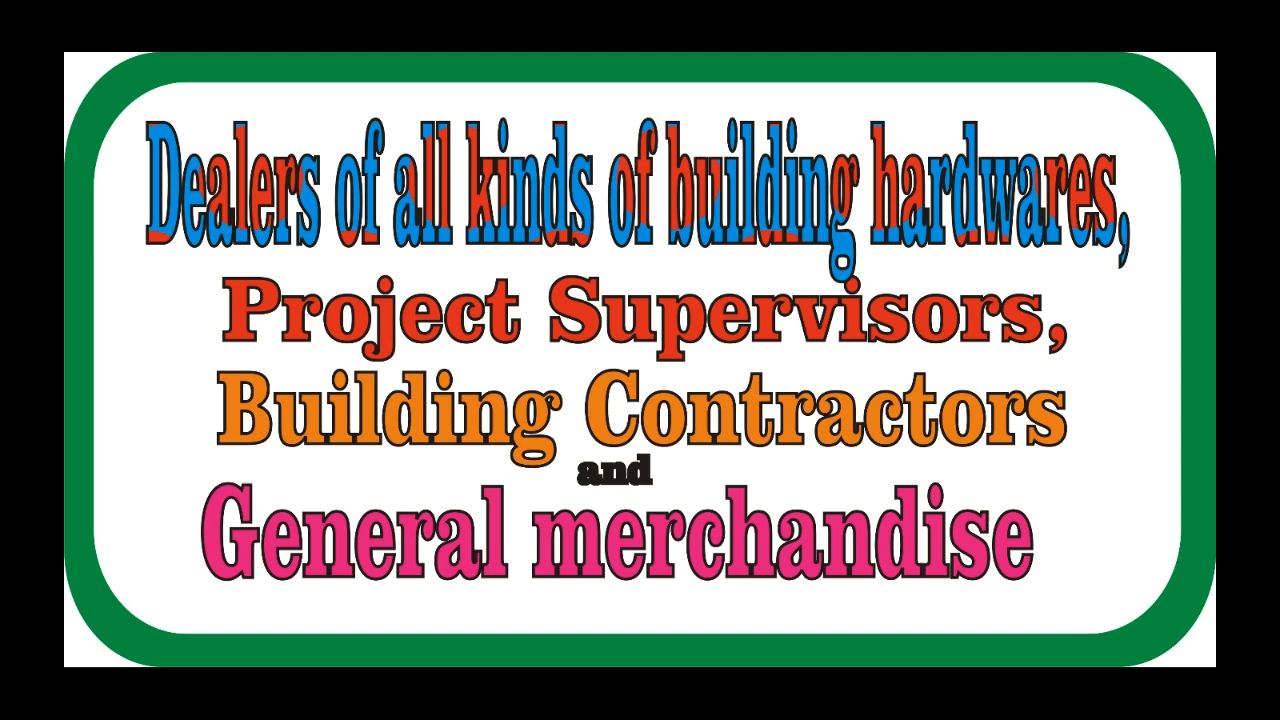 Dealers of all kinds of building hardwares,
Project Supervisors,
Building Contractors
and
General merchandise